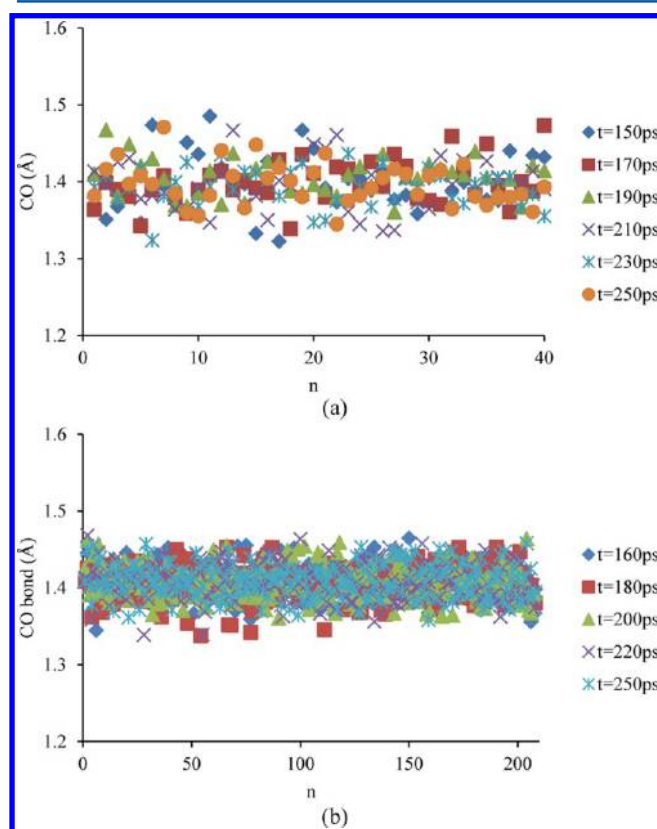 1.6
1.5
1.4
1.3
1.2
CO (Å)
0
10
20
30
40
n
(a)
t=150ps
t=170ps
t=190ps
t=210ps
t=230ps
t=250ps
1.6
1.5
1.4
1.3
1.2
CO bond (Å)
0
50
100
150
200
n
(b)
t=160ps
t=180ps
t=200ps
t=220ps
t=250ps